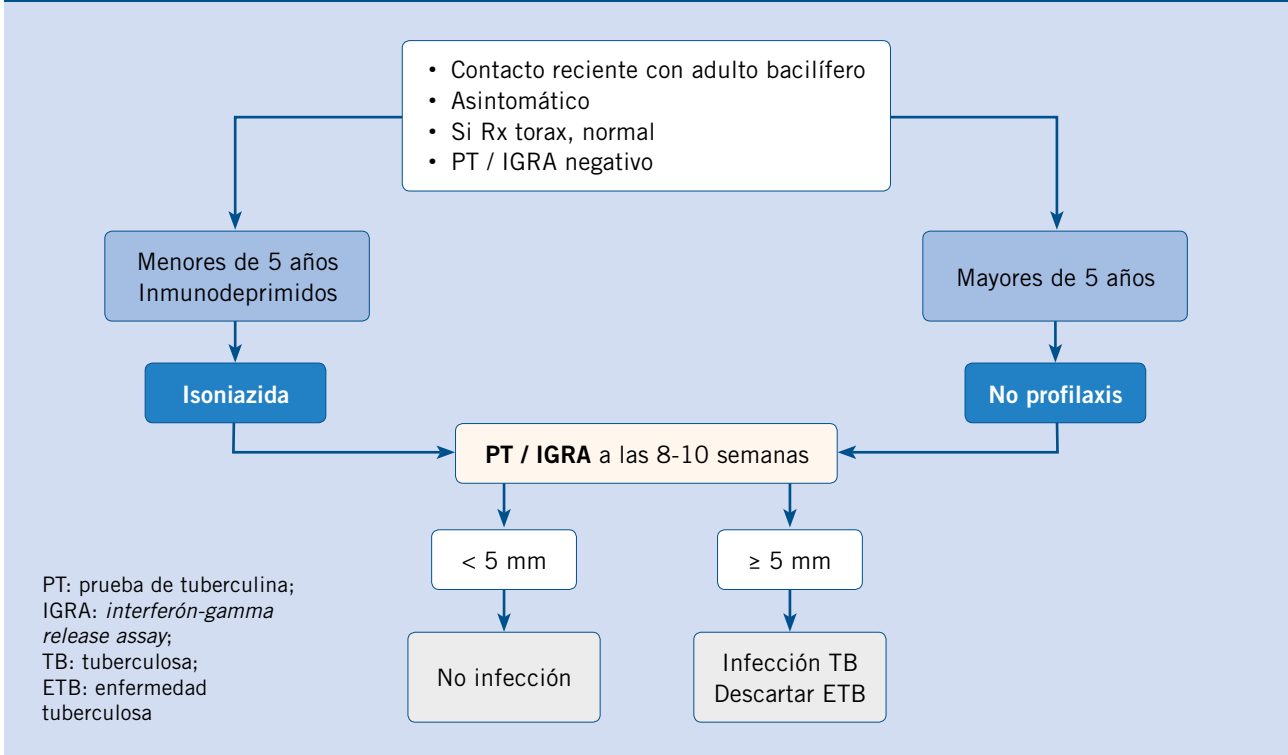 • Contacto reciente con adulto bacilífero
• Asintomático
• Si Rx torax, normal
• PT / IGRA negativo
Menores de 5 años
Inmunodeprimidos
Mayores de 5 años
Isoniazida
No profilaxis
PT / IGRA a las 8-10 semanas
< 5 mm
≥ 5 mm
No infección
Infección TB
Descartar ETB
PT: prueba de tuberculina;
IGRA: interferón-gamma
release assay;
TB: tuberculosa;
ETB: enfermedad
tuberculosa